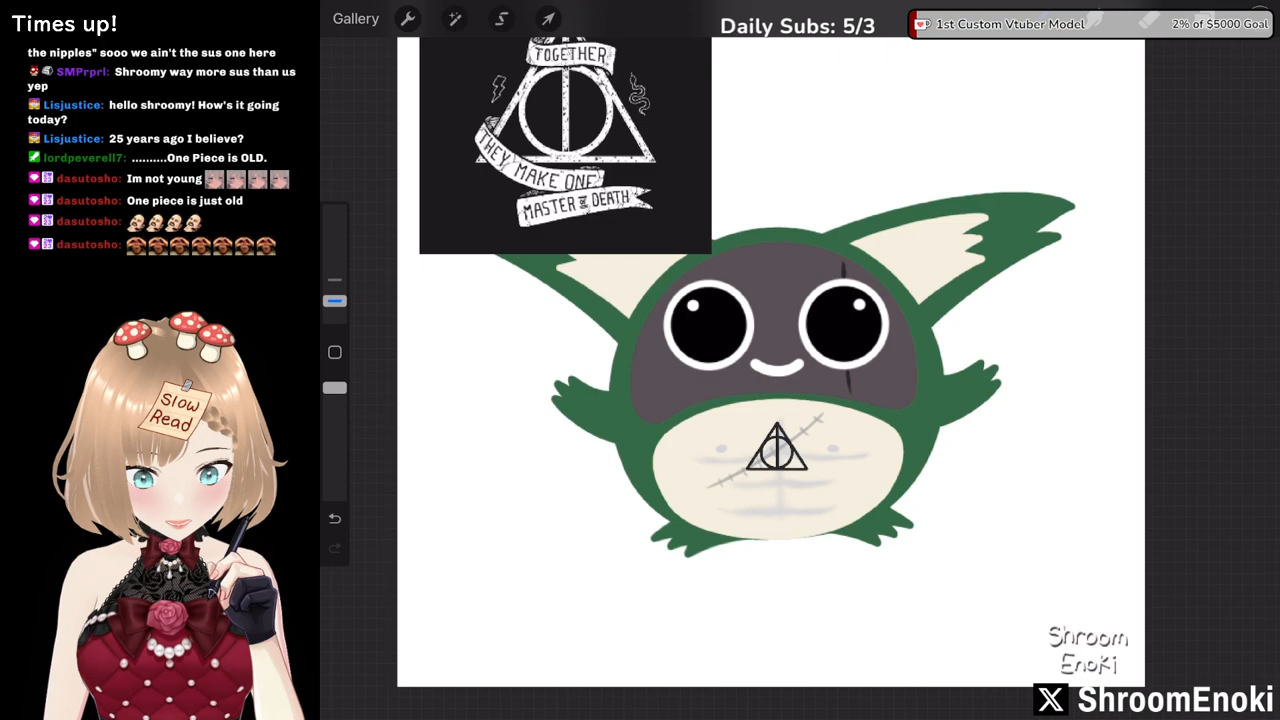 Times up!
the nipples" sooo we ain't the sus one here
SMPrprl: Shroomy way more sus than us
yep
Lisjustice: hello shroomy! How's it going
today?
Lisjustice: 25 years ago I believe?
lordpeverell7: ..........One Piece is OLD.
dasutosho: Im not young
dasutosho: One piece is just old
dasutosho:
dasutosho:
Slow
Read
Gallery
Daily Subs: 5/3
1st Custom Vtuber Model
2% of $5000 Goal
TOGETHER
THEY MAKE ONE
MASTER OF DEATH
Shroom
Enoki
X ShroomEnoki